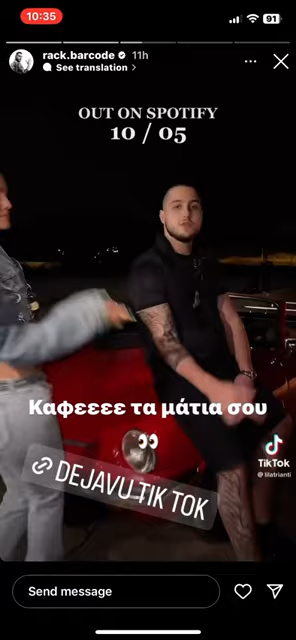 10:35
91
rack.barcode 11h
See translation >
OUT ON SPOTIFY
10 / 05
Καφεεεε τα μάτια σου
DEJAVU TIK TOK
TikTok
@ lilatrianti
Send message